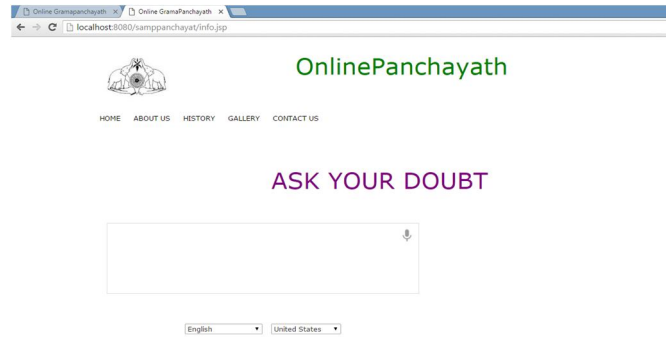 Online Gramapanchayath
Online GramaPanchayath
localhost:8080/samppanchayat/info.jsp
OnlinePanchayath
HOME ABOUT US HISTORY GALLERY CONTACT US
ASK YOUR DOUBT
English United States